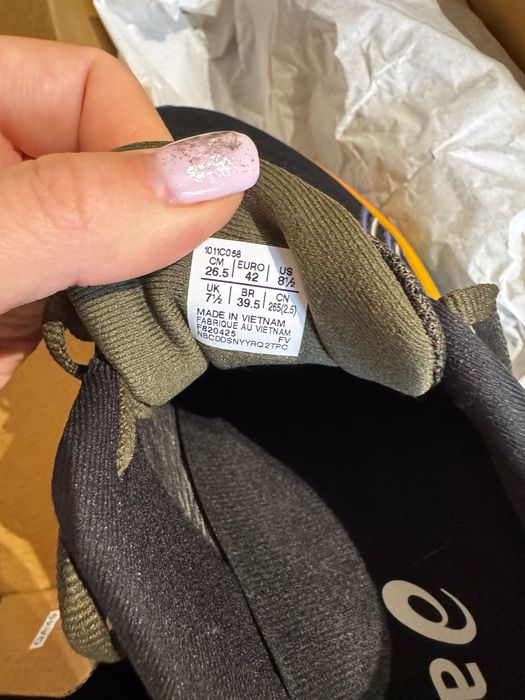 1011C058
CM EURO US
26.5 42 8½
UK BR CN
7½ 39.5 265(2.5)
MADE IN VIETNAM
FABRIQUE AU VIETNAM
F820425 FV
NBCDDSNYYRQ2TPC
a